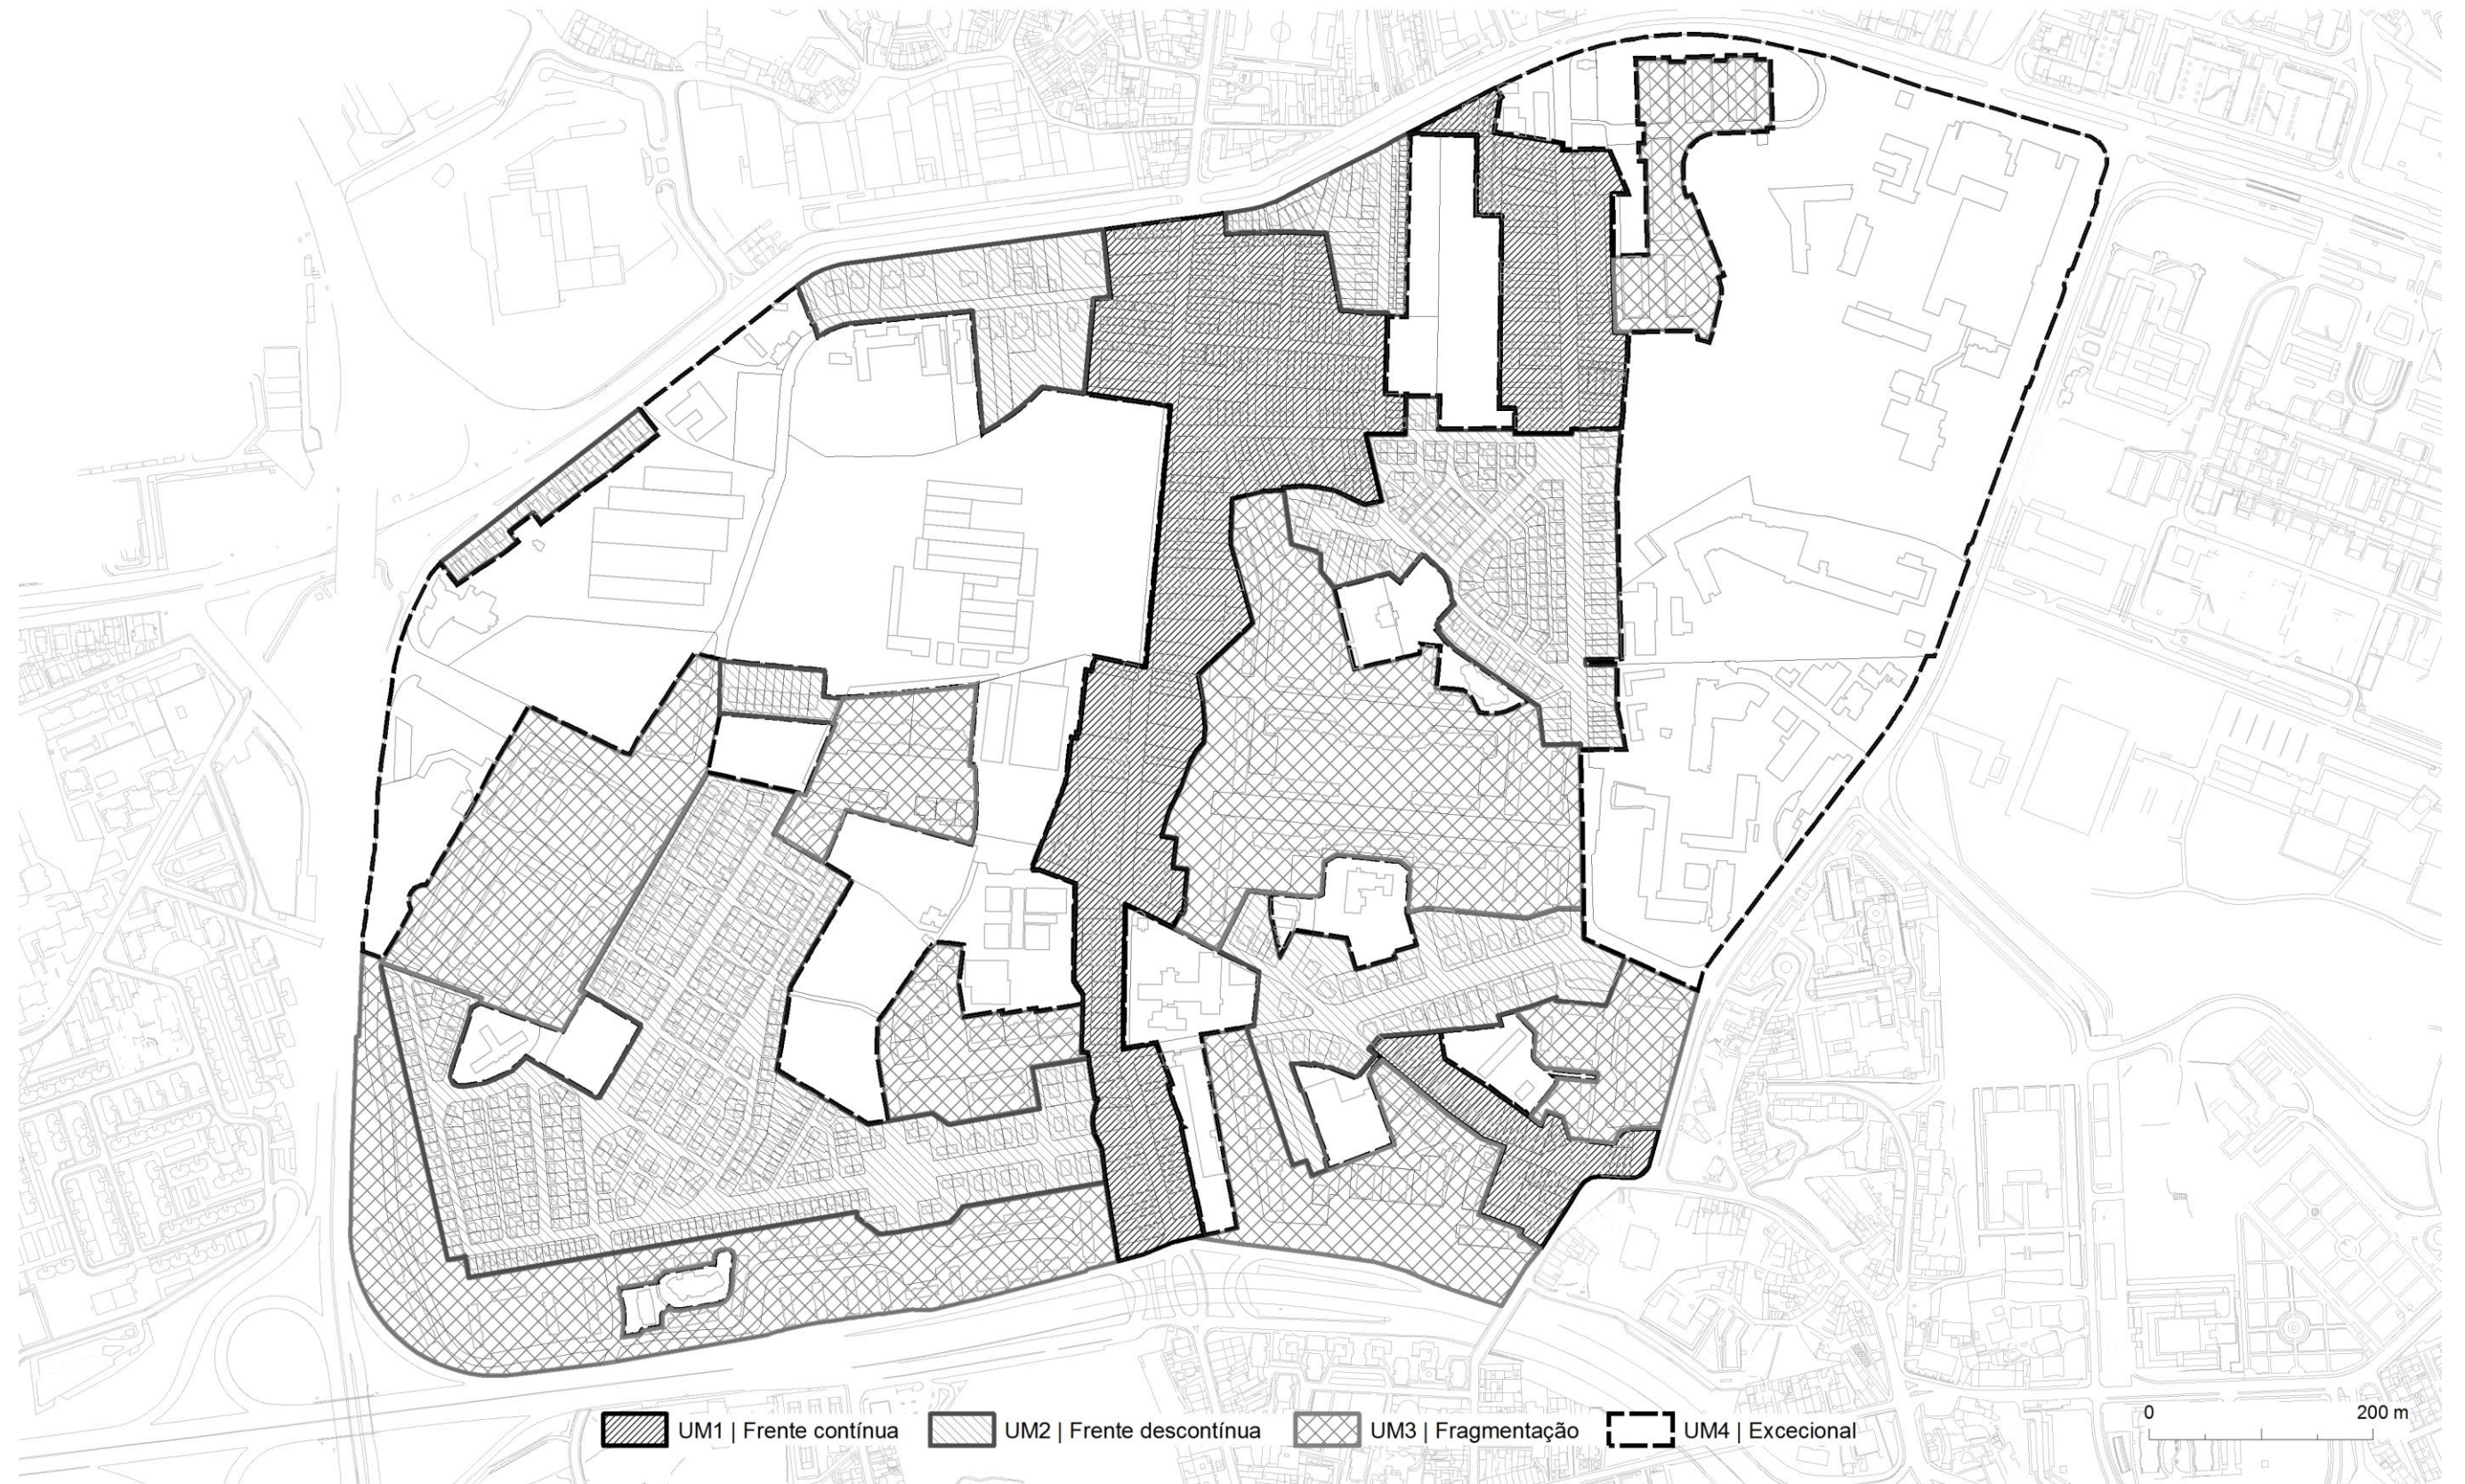 UM1 | Frente contínua
UM2 | Frente descontínua
UM3 | Fragmentação
UM4 | Excecional
0
200 m